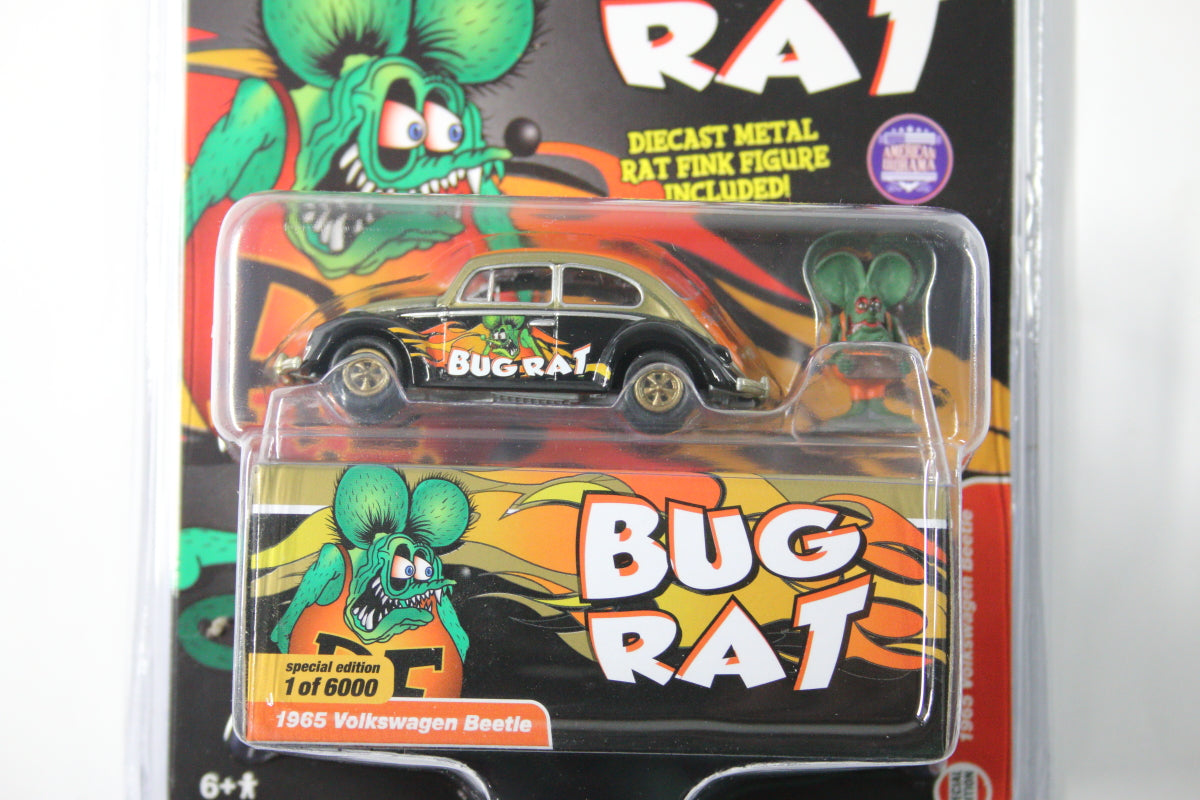 RAT
DIECAST METAL
RAT FINK FIGURE
INCLUDED!
BUG RAT
BUG
RAT
special edition
1 of 6000
1965 Volkswagen Beetle
1965 Volkswagen Beetle
6+